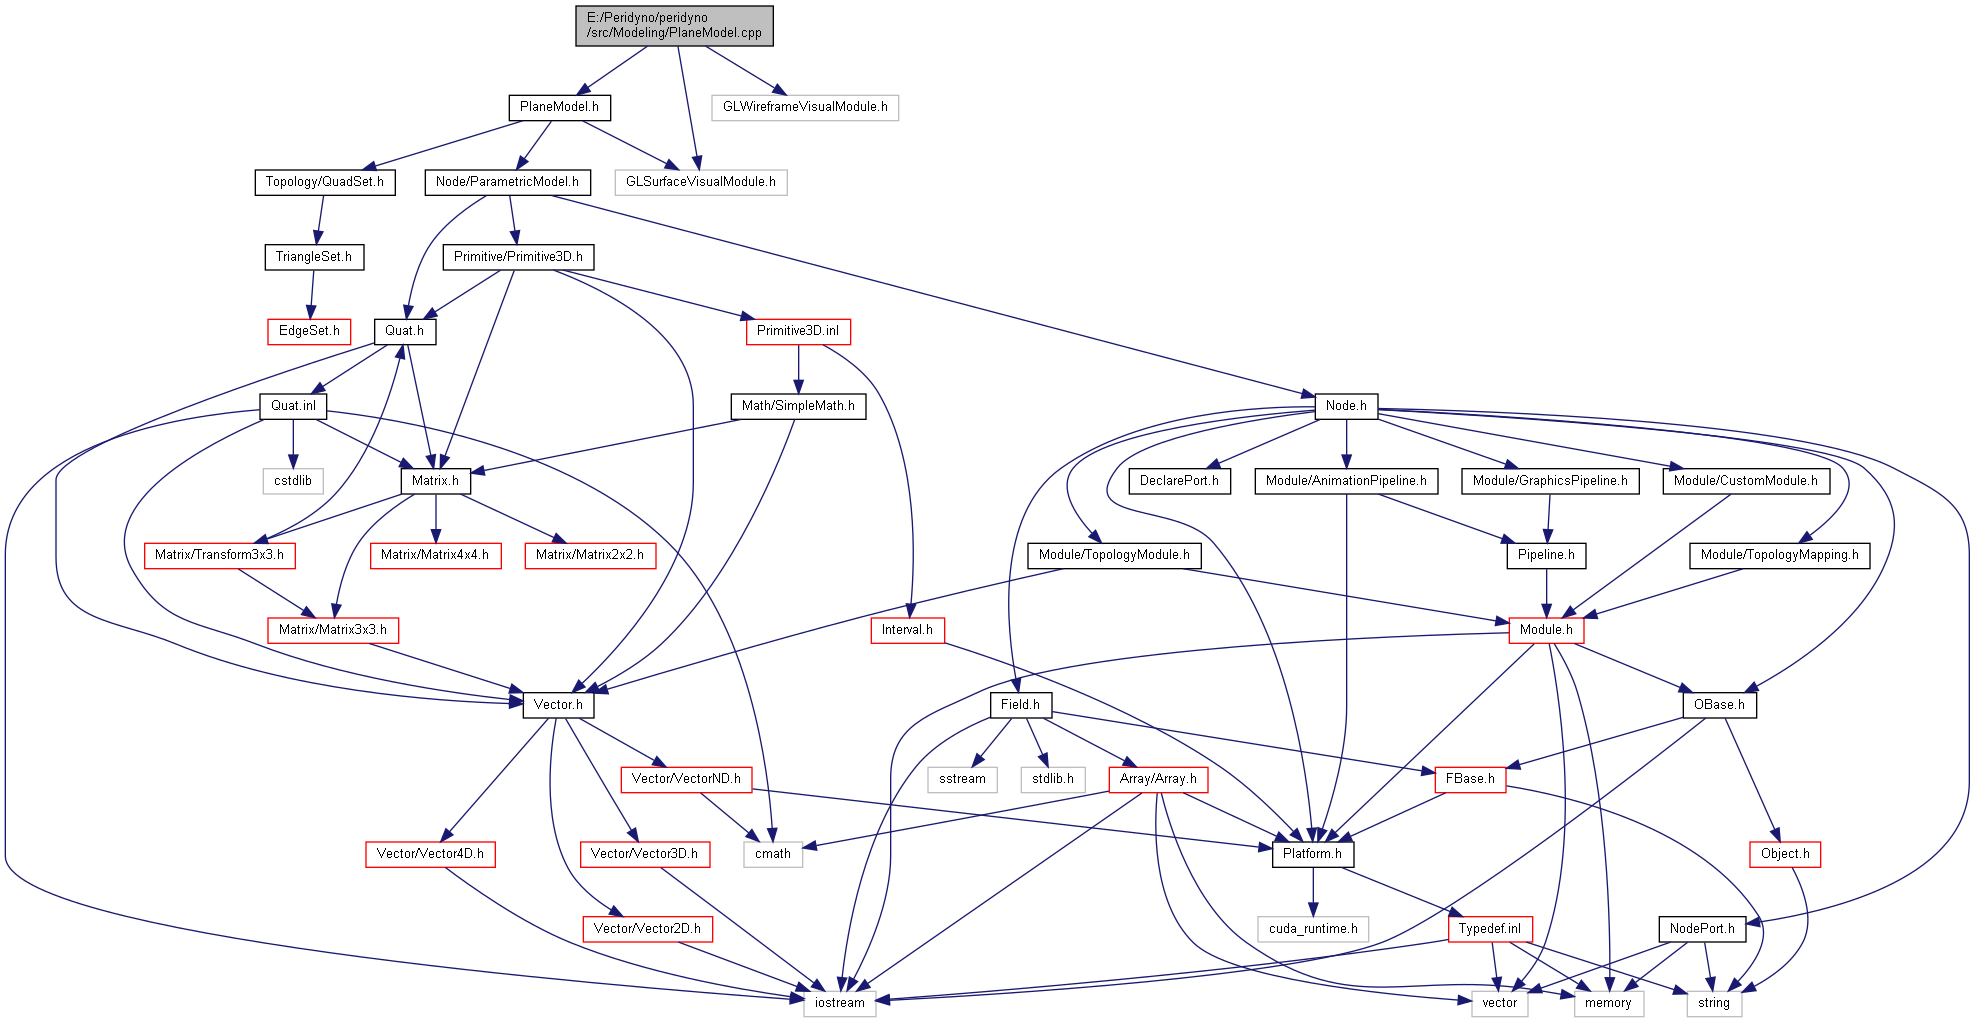 E:/Peridyno/peridyno
/src/Modeling/PlaneModel.cpp
PlaneModel.h
GLWireframeVisualModule.h
Topology/QuadSet.h
Node/ParametricModel.h
GLSurfaceVisualModule.h
TriangleSet.h
Primitive/Primitive3D.h
EdgeSet.h
Quat.h
Primitive3D.inl
Quat.inl
Math/SimpleMath.h
Node.h
cstdlib
Matrix.h
DeclarePort.h
Module/AnimationPipeline.h
Module/GraphicsPipeline.h
Module/CustomModule.h
Matrix/Transform3x3.h
Matrix/Matrix4x4.h
Matrix/Matrix2x2.h
Module/TopologyModule.h
Pipeline.h
Module/TopologyMapping.h
Matrix/Matrix3x3.h
Interval.h
Module.h
Vector.h
Field.h
OBase.h
Vector/VectorND.h
sstream
stdlib.h
Array/Array.h
FBase.h
Vector/Vector4D.h
Vector/Vector3D.h
cmath
Platform.h
Object.h
Vector/Vector2D.h
cuda_runtime.h
Typedef.inl
NodePort.h
iostream
vector
memory
string